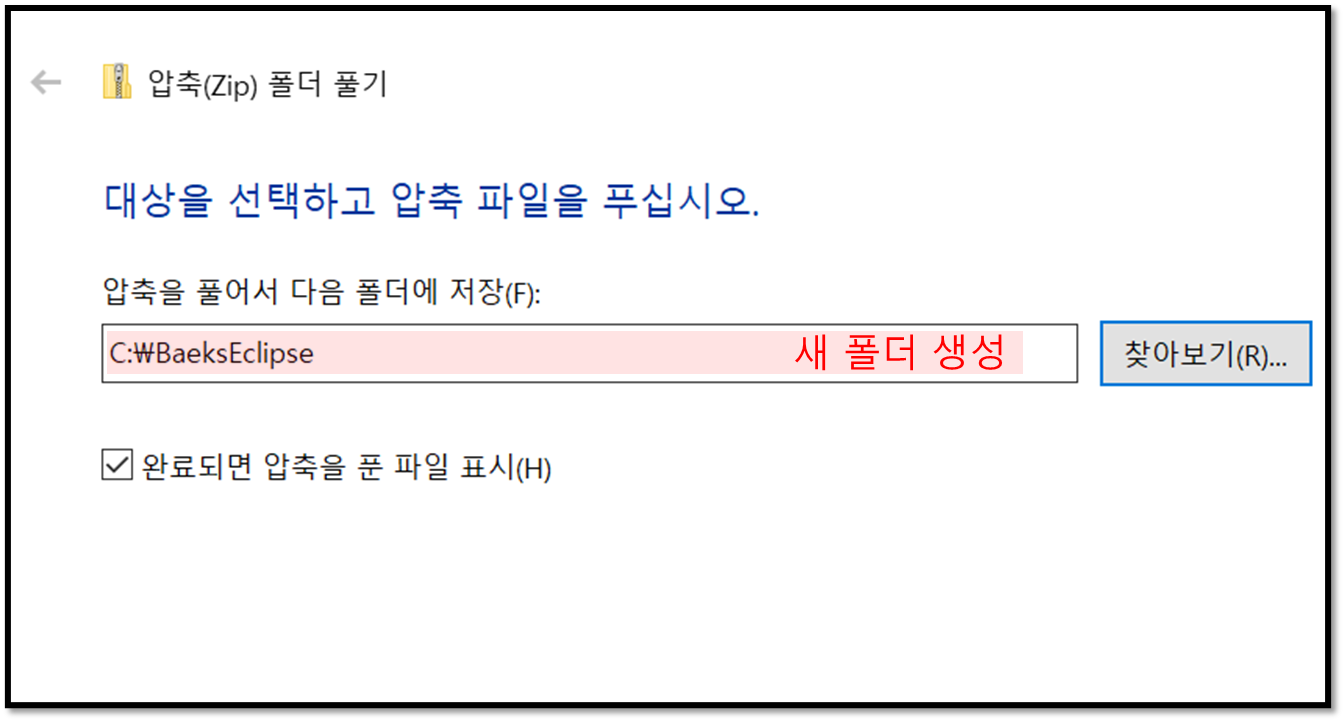 압축(Zip) 폴더 풀기
대상을 선택하고 압축 파일을 푸십시오.
압축을 풀어서 다음 폴더에 저장(F):
C:₩BaeksEclipse 새 폴더 생성 찾아보기(R)...
완료되면 압축을 푼 파일 표시(H)